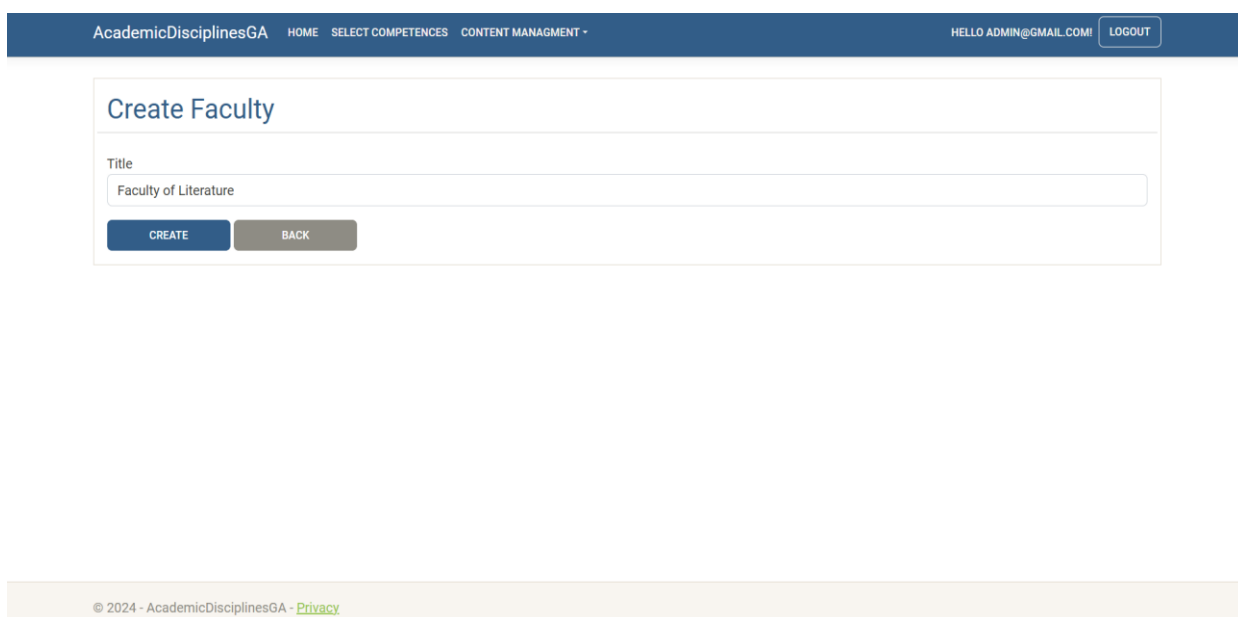 AcademicDisciplinesGA HOME SELECT COMPETENCES CONTENT MANAGMENT HELLO ADMIN@GMAIL.COM! LOGOUT
Create Faculty
Title
Faculty of Literature
CREATE BACK
© 2024 - AcademicDisciplinesGA - Privacy